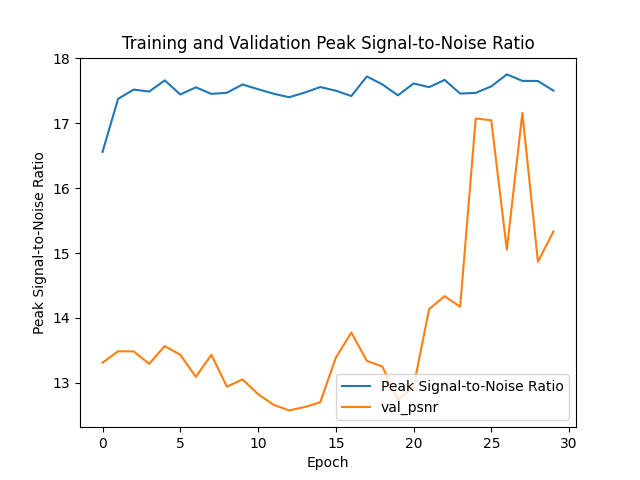 Training and Validation Peak Signal-to-Noise Ratio
18
17
16
15
14
13
Peak Signal-to-Noise Ratio
Peak Signal-to-Noise Ratio
val_psnr
0 5 10 15 20 25 30
Epoch